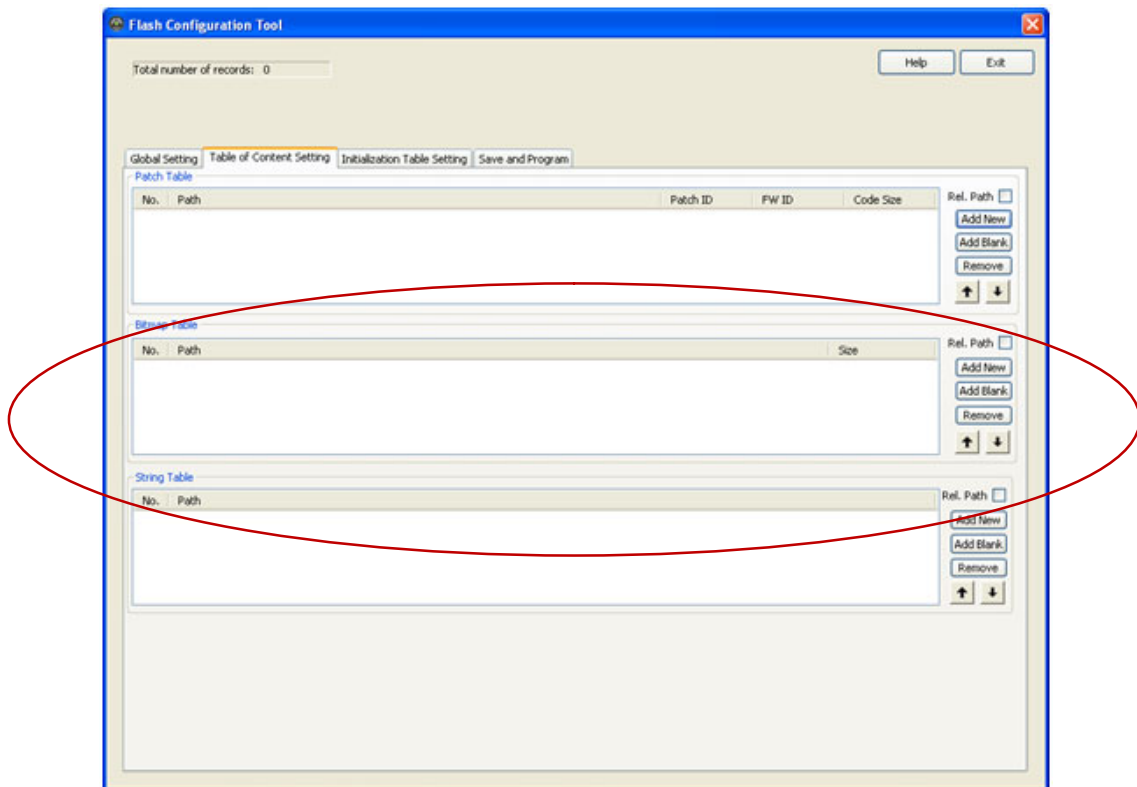 Flash Configuration Tool
Total number of records: 0
Help Exit
Global Setting Table of Content Setting Initialization Table Setting Save and Program
Patch Table
No. Path Patch ID FW ID Code Size Rel. Path
Add New
Add Blank
Remove
Bitmap Table
No. Path Size Rel. Path
Add New
Add Blank
Remove
String Table
No. Path Rel. Path
Add New
Add Blank
Remove